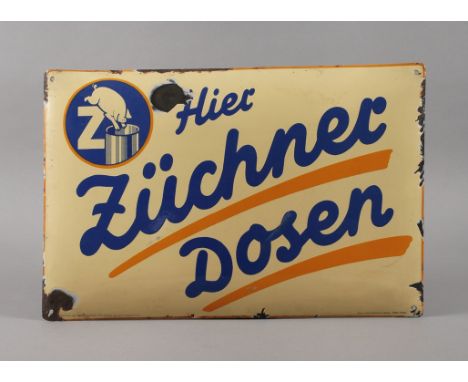 Z
Hier
Züchner
Dosen